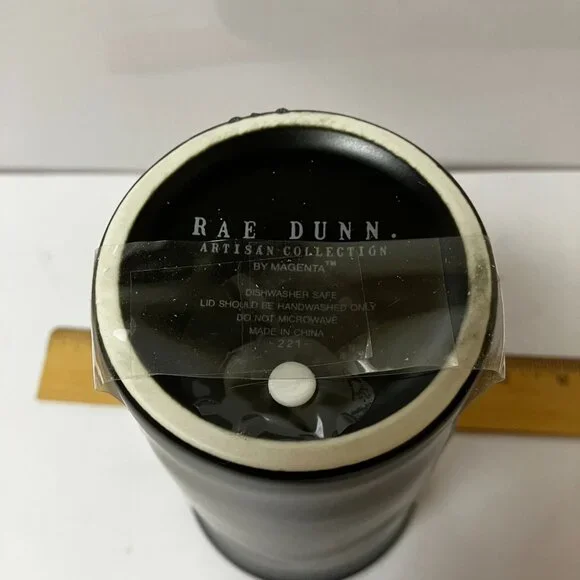 RAE DUNN.
ARTISAN COLLECTION
BY MAGENTA™
DISHWASHER SAFE
LID SHOULD BE HANDWASHED ONLY
DO NOT MICROWAVE
MADE IN CHINA
- 221 -